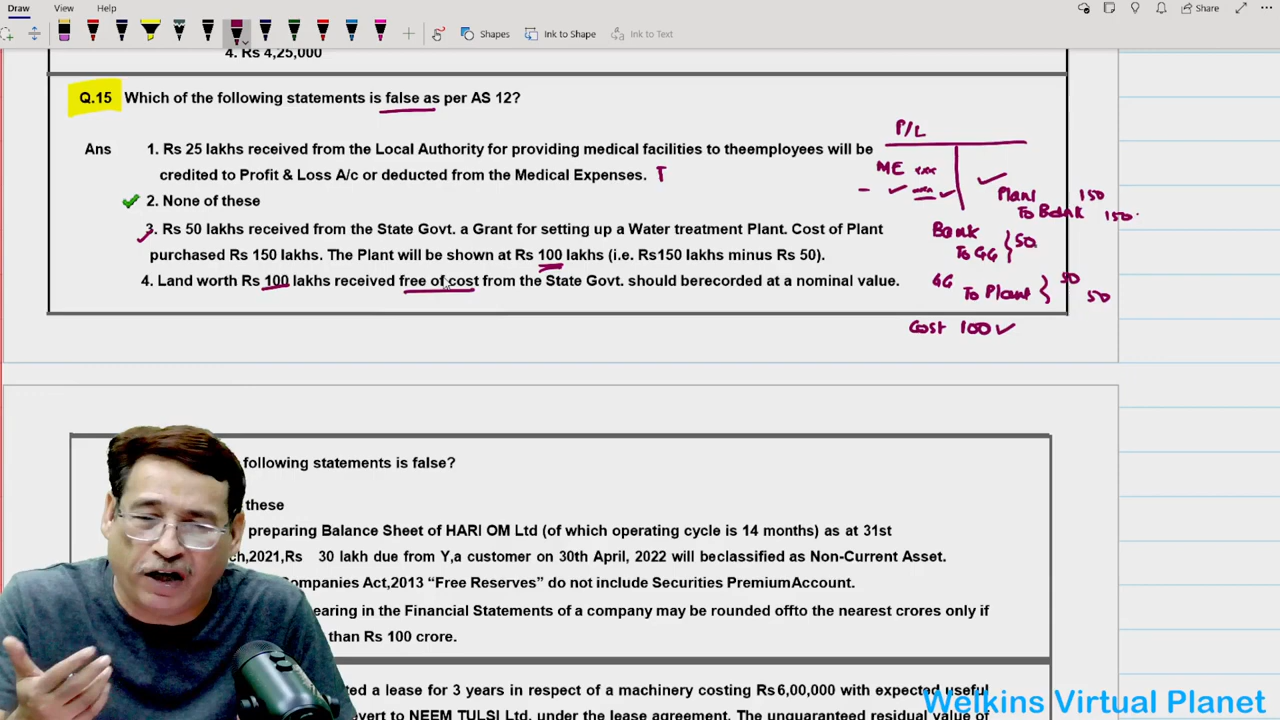 Draw View Help
Share
Shapes Ink to Shape Ink to Text
4. Rs 4,25,000
Q.15 Which of the following statements is false as per AS 12?
Ans 1. Rs 25 lakhs received from the Local Authority for providing medical facilities to theemployees will be
credited to Profit & Loss A/c or deducted from the Medical Expenses. T
2. None of these
3. Rs 50 lakhs received from the State Govt. a Grant for setting up a Water treatment Plant. Cost of Plant
purchased Rs 150 lakhs. The Plant will be shown at Rs 100 lakhs (i.e. Rs150 lakhs minus Rs 50).
4. Land worth Rs 100 lakhs received free of cost from the State Govt. should berecorded at a nominal value.
P/L
ME
Plant 150
To Bank 150
Bank
To GG 50
GG 50
To Plant 50
Cost 100
following statements is false?
these
preparing Balance Sheet of HARI OM Ltd (of which operating cycle is 14 months) as at 31st
ch,2021,Rs 30 lakh due from Y,a customer on 30th April, 2022 will beclassified as Non-Current Asset.
Companies Act,2013 “Free Reserves” do not include Securities PremiumAccount.
earing in the Financial Statements of a company may be rounded offto the nearest crores only if
than Rs 100 crore.
ted a lease for 3 years in respect of a machinery costing Rs 6,00,000 with expected useful
evert to NEEM TULSI Ltd. under the lease agreement. The unguaranteed residual value of
Welkins Virtual Planet